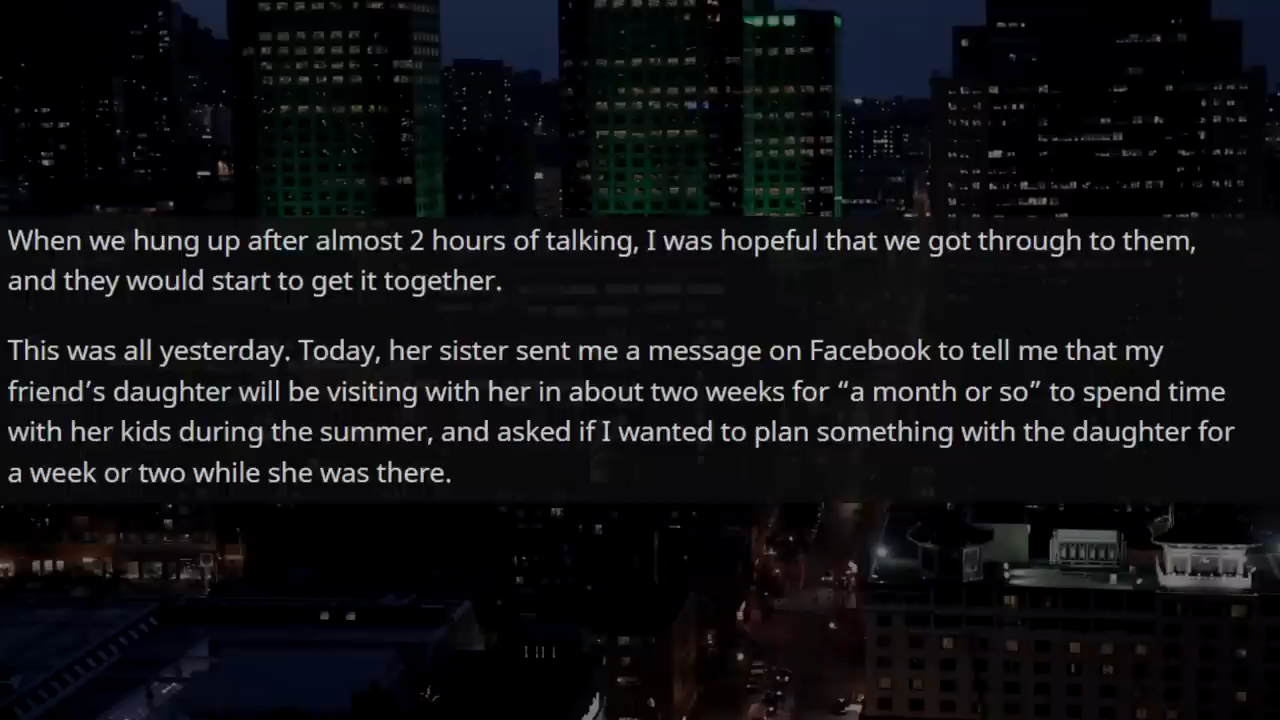 When we hung up after almost 2 hours of talking, I was hopeful that we got through to them,
and they would start to get it together.
This was all yesterday. Today, her sister sent me a message on Facebook to tell me that my
friend’s daughter will be visiting with her in about two weeks for “a month or so” to spend time
with her kids during the summer, and asked if I wanted to plan something with the daughter for
a week or two while she was there.